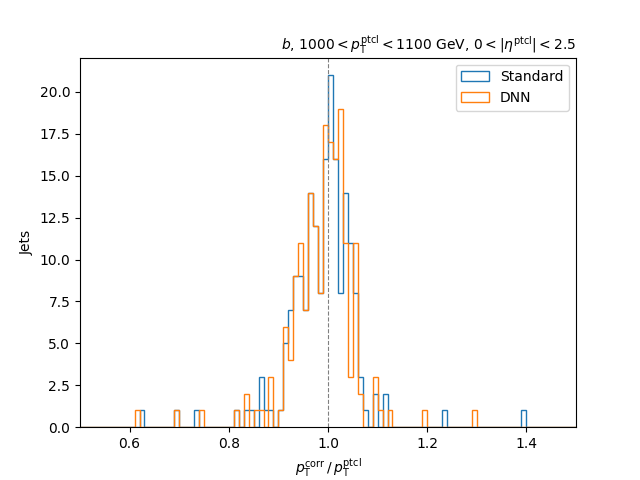 b, 1000 < p_T^ptcl < 1100 GeV, 0 < |η^ptcl| < 2.5
Standard
DNN
Jets
20.0
17.5
15.0
12.5
10.0
7.5
5.0
2.5
0.0
0.6 0.8 1.0 1.2 1.4
p_T^corr / p_T^ptcl